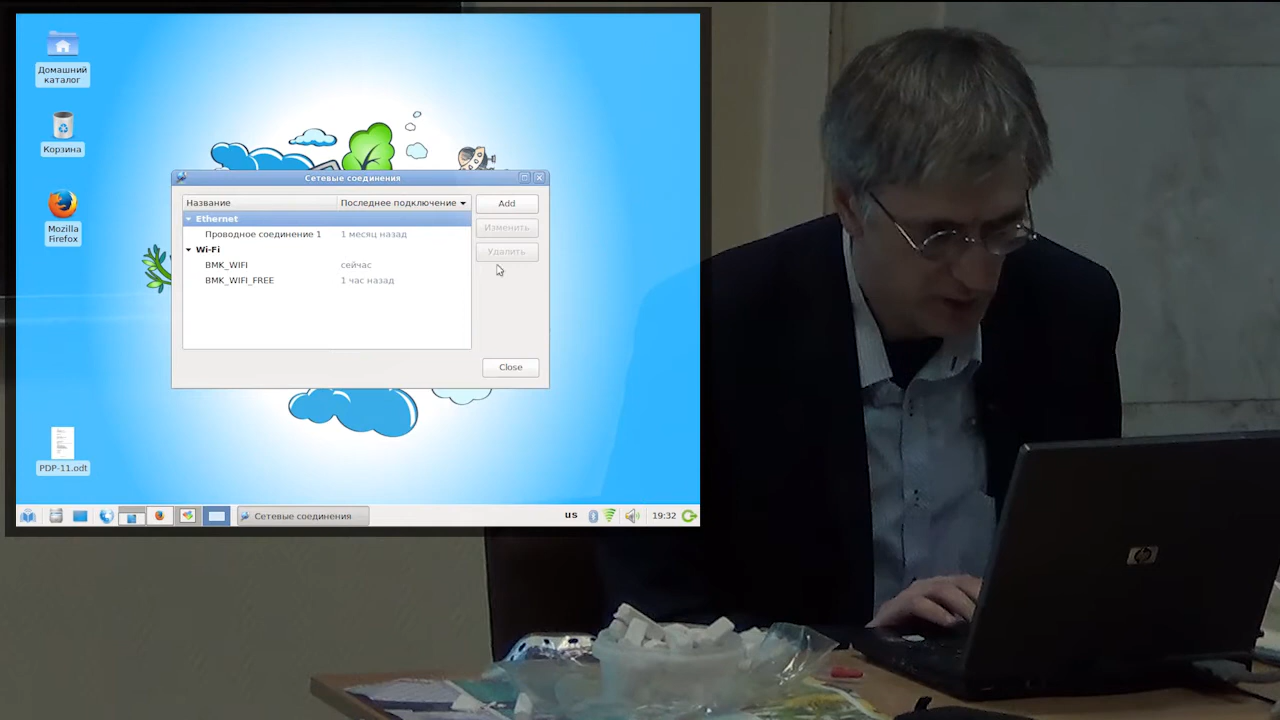 Домашний
каталог
Корзина
Mozilla
Firefox
PDP-11.odt
Сетевые соединения
Название
Последнее подключение
Add
Ethernet
Изменить
Проводное соединение 1
1 месяц назад
Wi-Fi
Удалить
BMK_WIFI
сейчас
BMK_WIFI_FREE
1 час назад
Close
Сетевые соединения
us
19:32
hp